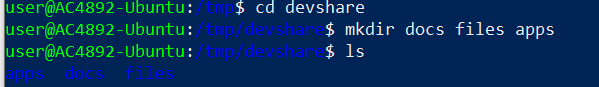 user@AC4892-Ubuntu:/tmp$ cd devshare
user@AC4892-Ubuntu:/tmp/devshare$ mkdir docs files apps
user@AC4892-Ubuntu:/tmp/devshare$ ls
apps  docs  files